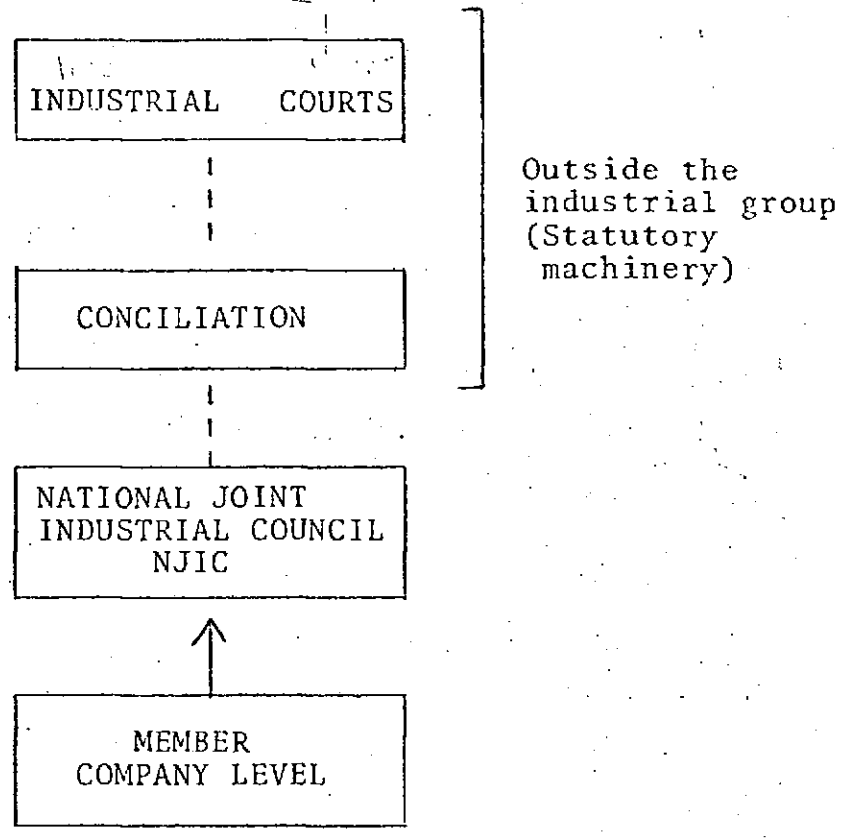 INDUSTRIAL COURTS
Outside the
industrial group
(Statutory
machinery)
CONCILIATION
NATIONAL JOINT
INDUSTRIAL COUNCIL
NJIC
MEMBER
COMPANY LEVEL